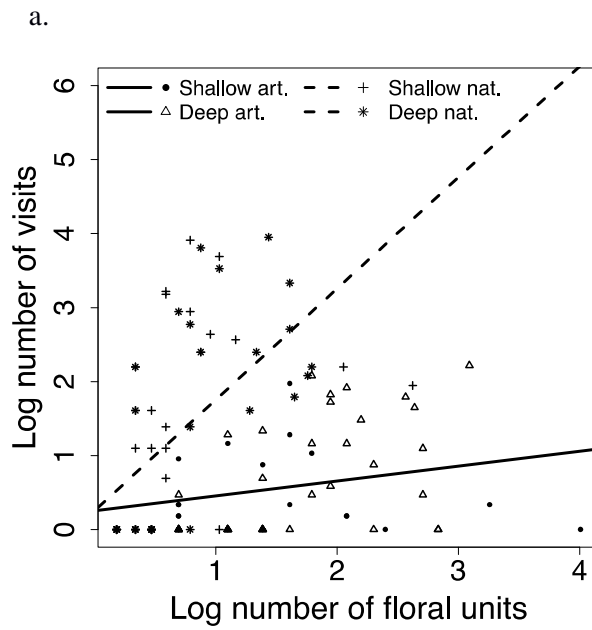 a.
Shallow art. Shallow nat.
Deep art. Deep nat.
6
5
4
3
2
1
0
Log number of visits
1 2 3 4
Log number of floral units